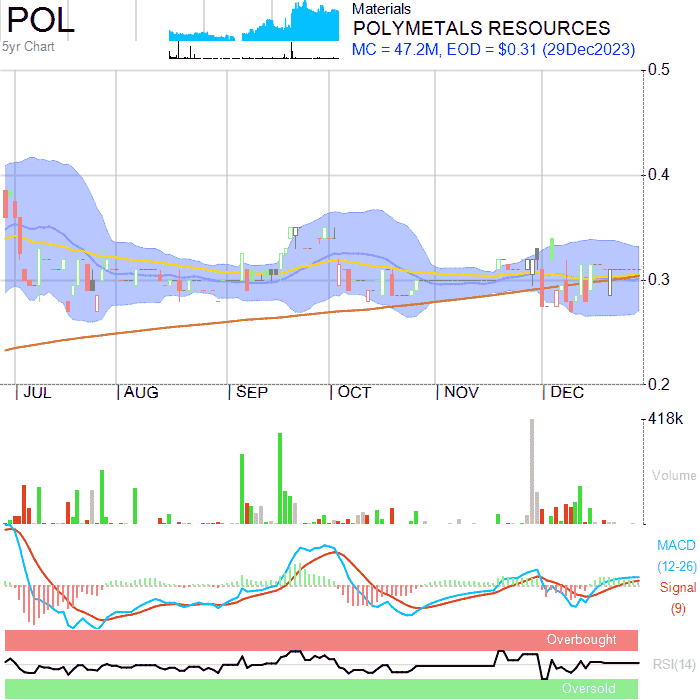 POL
5yr Chart
Materials
POLYMETALS RESOURCES
MC = 47.2M, EOD = $0.31 (29Dec2023)
0.5
0.4
0.3
0.2
JUL AUG SEP OCT NOV DEC
418k
Volume
MACD
(12-26)
Signal
(9)
Overbought
RSI(14)
Oversold